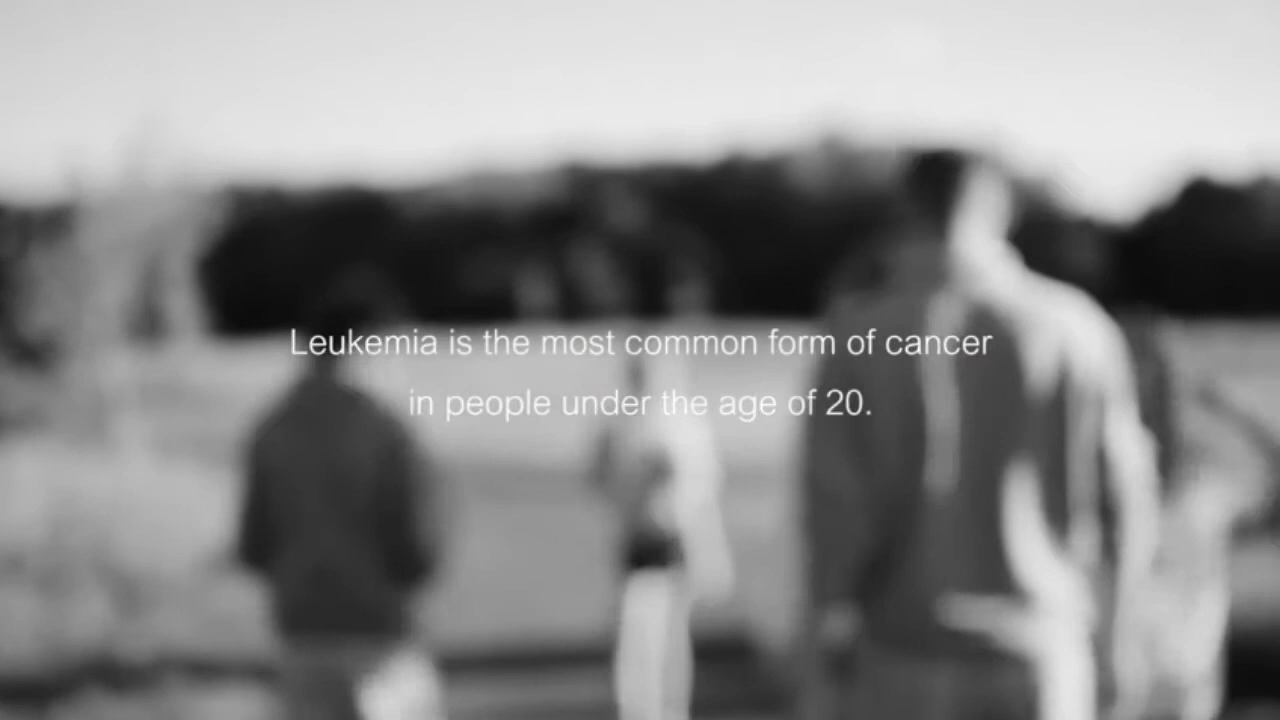 Leukemia is the most common form of cancer
in people under the age of 20.